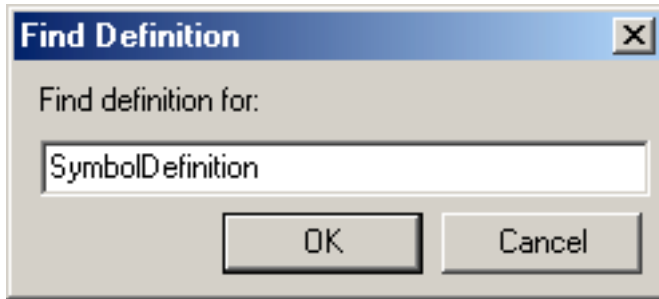 Find Definition
Find definition for:
SymbolDefinition
OK Cancel